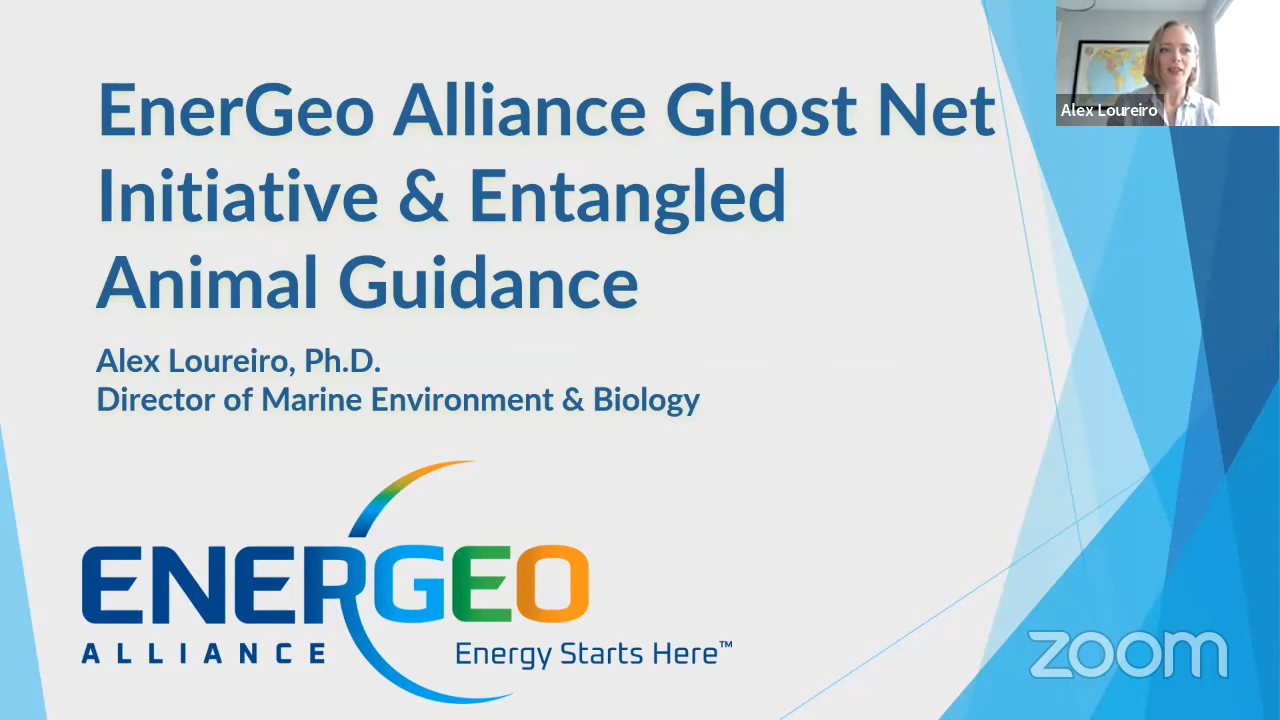 EnerGeo Alliance Ghost Net
Initiative & Entangled
Animal Guidance
Alex Loureiro, Ph.D.
Director of Marine Environment & Biology
ENERGEO
ALLIANCE
Energy Starts Here™
Alex Loureiro
zoom